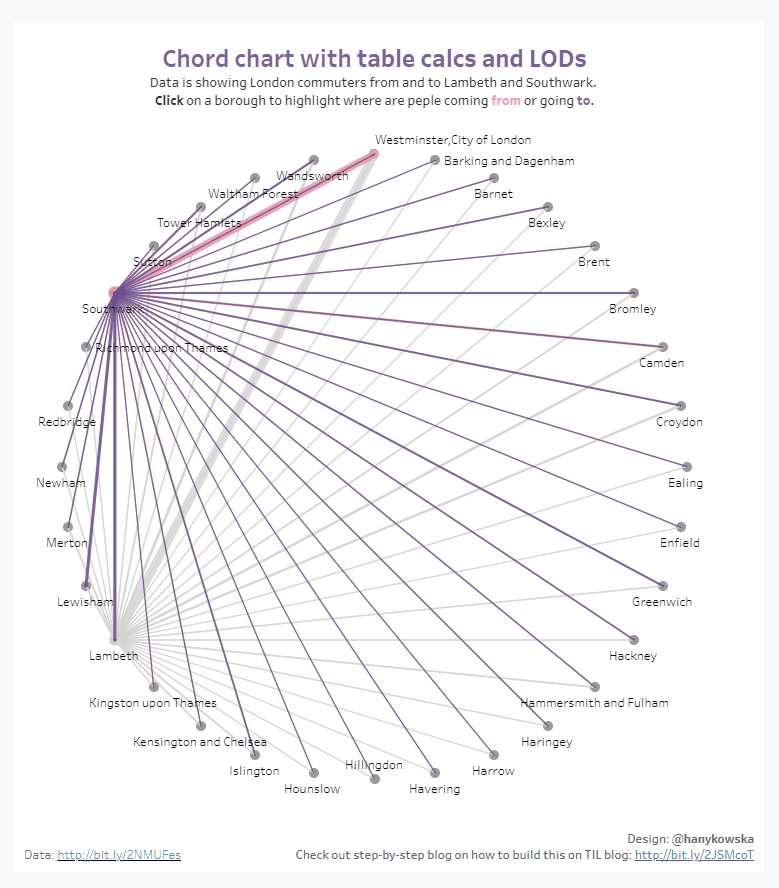 Chord chart with table calcs and LODs
Data is showing London commuters from and to Lambeth and Southwark.
Click on a borough to highlight where are peple coming from or going to.
Westminster,City of London
Wandsworth
Barking and Dagenham
Waltham Forest
Barnet
Tower Hamlets
Bexley
Sutton
Brent
Southwark
Bromley
Richmond upon Thames
Camden
Redbridge
Croydon
Newham
Ealing
Merton
Enfield
Lewisham
Greenwich
Lambeth
Hackney
Kingston upon Thames
Hammersmith and Fulham
Kensington and Chelsea
Haringey
Islington
Hillingdon
Harrow
Hounslow
Havering
Design: @hanykowska
Data: http://bit.ly/2NMUFes
Check out step-by-step blog on how to build this on TIL blog: http://bit.ly/2JSMcoT